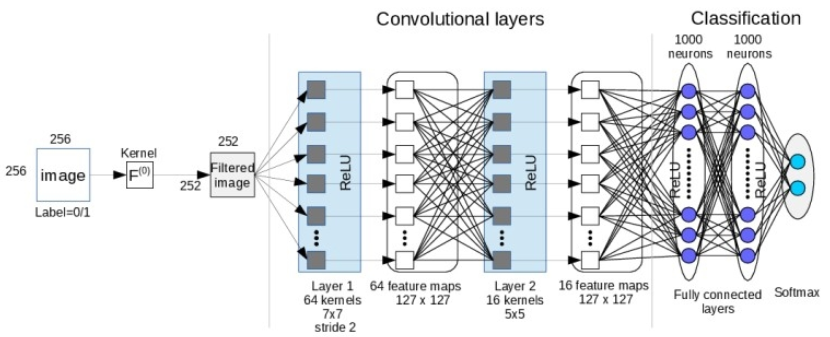 Convolutional layers
Classification
1000
neurons
1000
neurons
256
256
image
Label=0/1
Kernel
F(0)
252
252
Filtered
image
ReLU
ReLU
ReLU
ReLU
Layer 1
64 kernels
7x7
stride 2
64 feature maps
127 x 127
Layer 2
16 kernels
5x5
16 feature maps
127 x 127
Fully connected
layers
Softmax